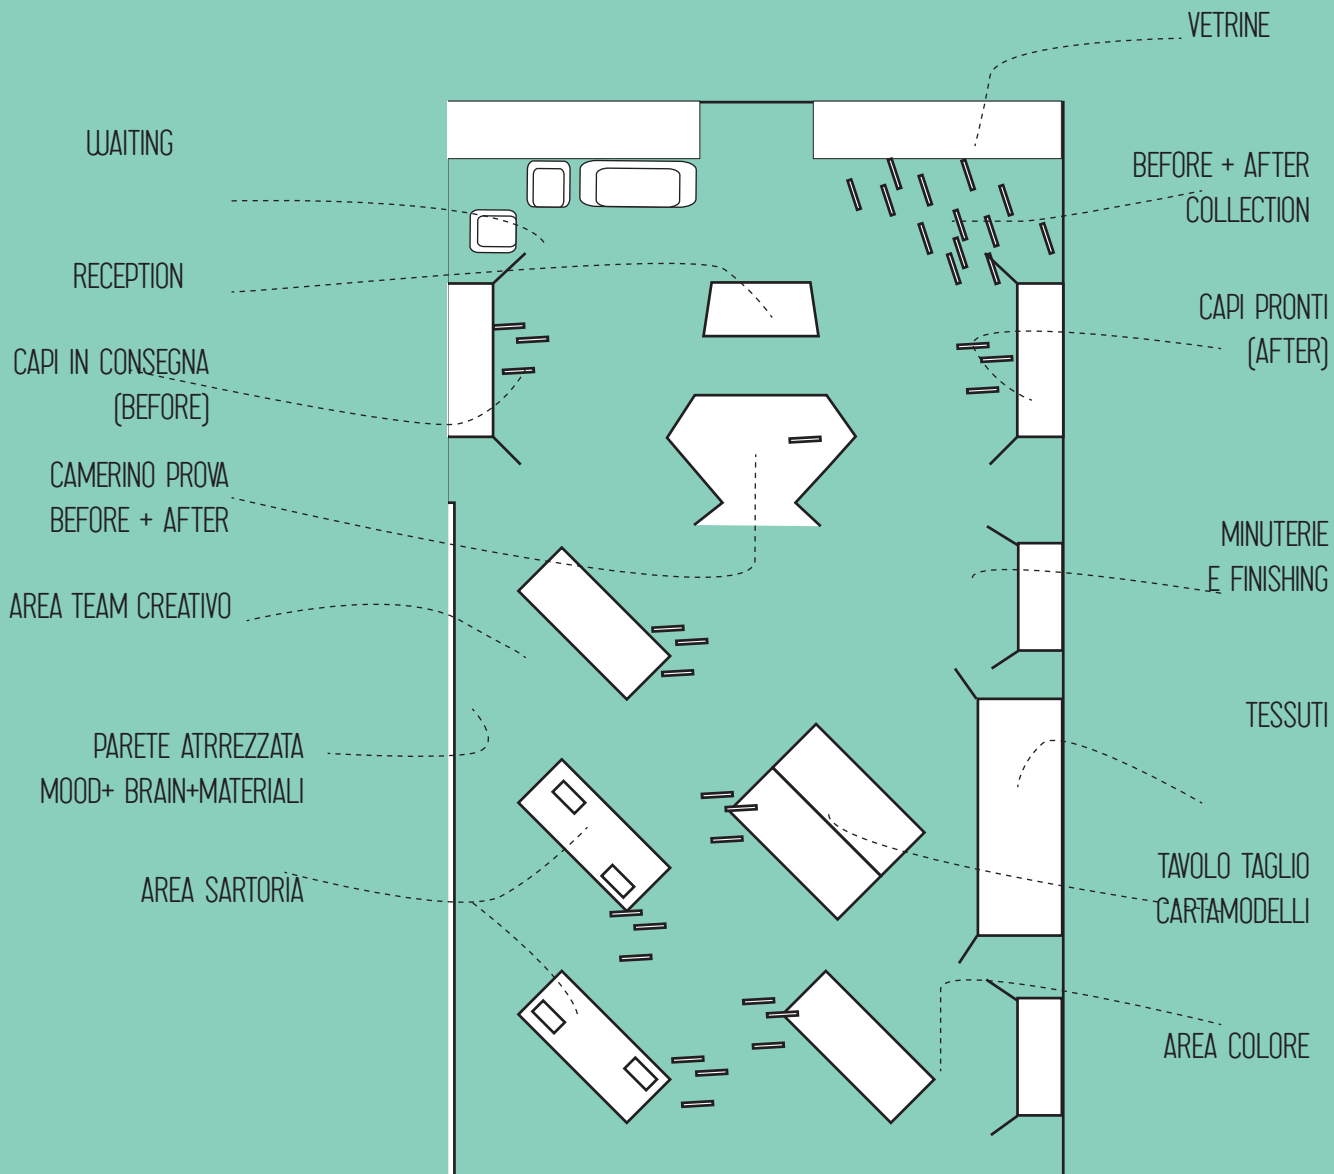 WAITING
RECEPTION
CAPI IN CONSEGNA
(BEFORE)
CAMERINO PROVA
BEFORE + AFTER
AREA TEAM CREATIVO
PARETE ATRREZZATA
MOOD+ BRAIN+MATERIALI
AREA SARTORIA
VETRINE
BEFORE + AFTER
COLLECTION
CAPI PRONTI
(AFTER)
MINUTERIE
E FINISHING
TESSUTI
TAVOLO TAGLIO
CARTAMODELLI
AREA COLORE